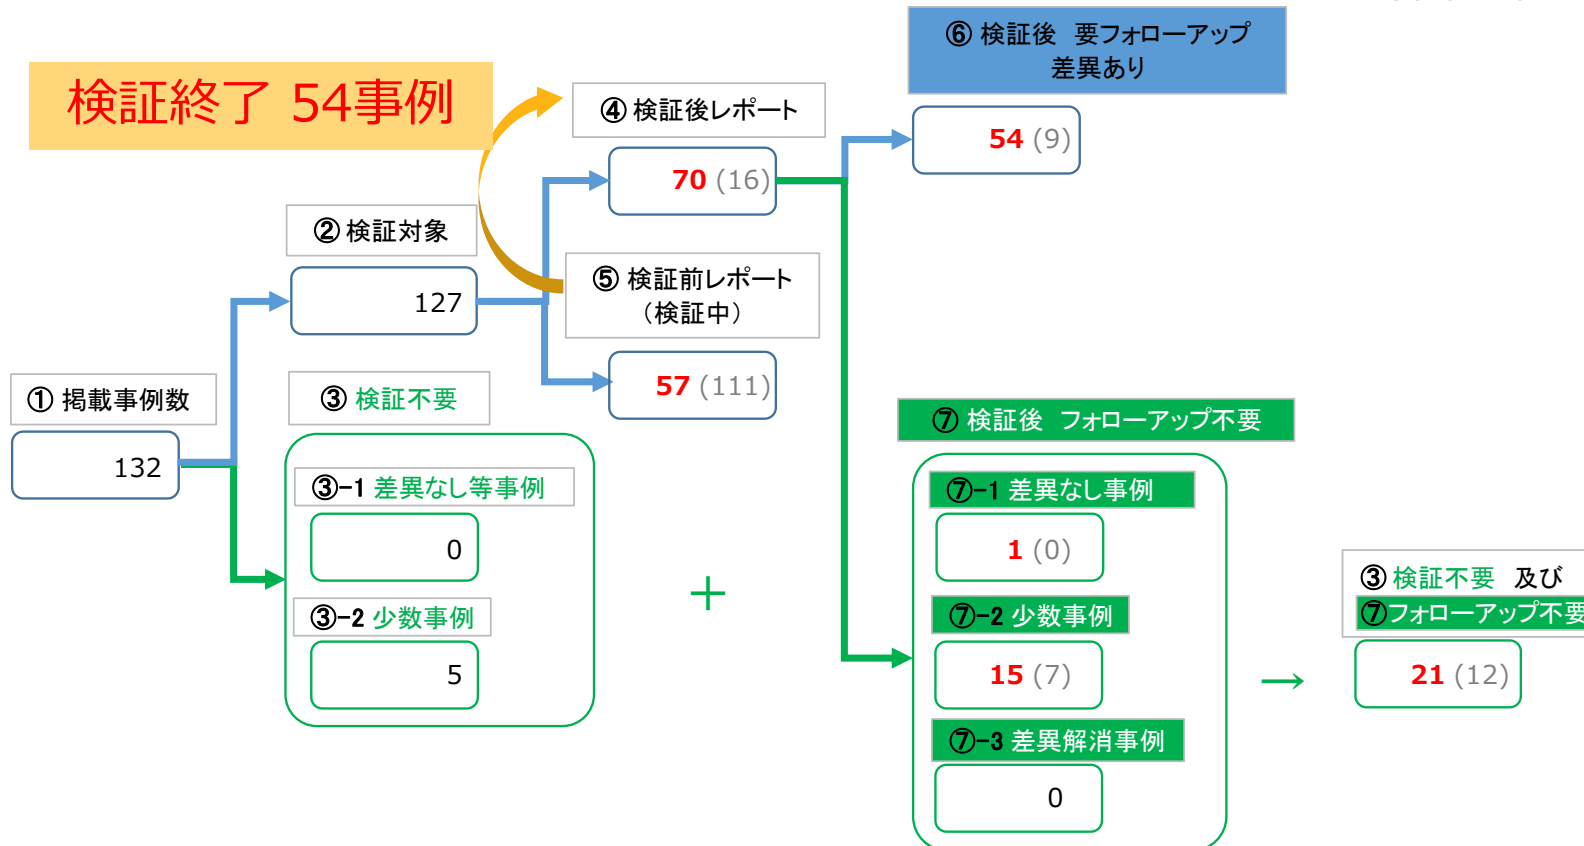 ⑥ 検証後 要フォローアップ
差異あり
検証終了 54事例
④ 検証後レポート
54 (9)
70 (16)
② 検証対象
127
⑤ 検証前レポート
（検証中）
57 (111)
① 掲載事例数
132
③ 検証不要
③-1 差異なし等事例
0
③-2 少数事例
5
＋
⑦ 検証後 フォローアップ不要
⑦-1 差異なし事例
1 (0)
⑦-2 少数事例
15 (7)
⑦-3 差異解消事例
0
→
③ 検証不要 及び
⑦フォローアップ不要
21 (12)